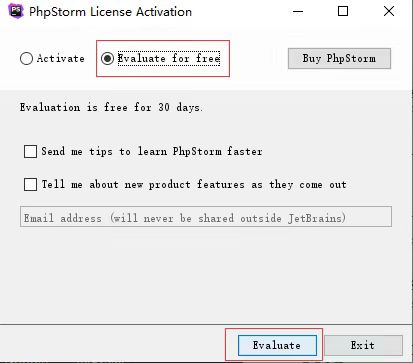 PS PhpStorm License Activation
Activate Evaluate for free Buy PhpStorm
Evaluation is free for 30 days.
Send me tips to learn PhpStorm faster
Tell me about new product features as they come out
Email address (will never be shared outside JetBrains)
Evaluate Exit